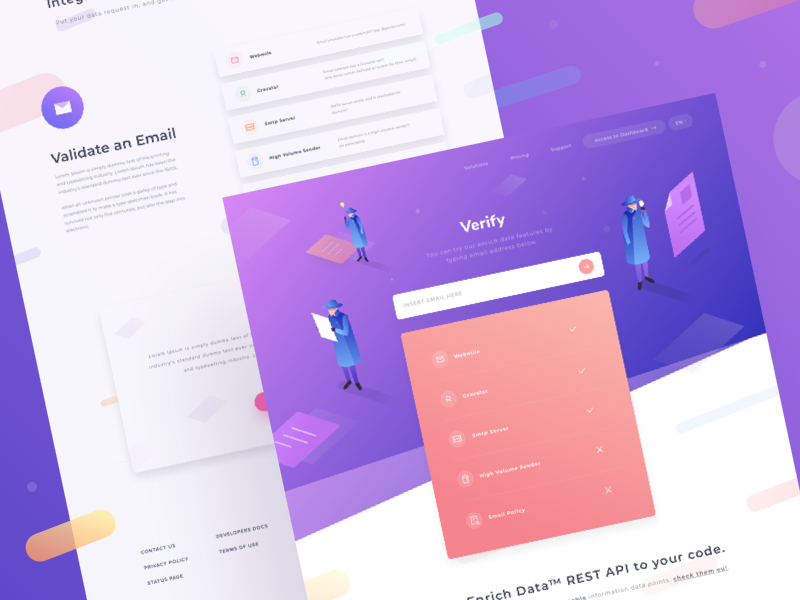 Put your data request in, and ge
Validate an Email
Lorem Ipsum is simply dummy text of the printing
and typesetting industry. Lorem Ipsum has been the
industry's standard dummy text ever since the 1500s,
when an unknown printer took a galley of type and
scrambled it to make a type specimen book. It has
survived not only five centuries, but also the leap into
electronic
Webmile
Gravatar
Smtp Server
High Volume Sender
Lorem Ipsum is simply dummy text of
industry's standard dummy text ever
and typesetting industry.
CONTACT US
PRIVACY POLICY
STATUS PAGE
DEVELOPERS DOCS
TERMS OF USE
Solutions
Pricing
Support
Access to Dashboard
EN
Verify
You can try our enrich date features by
typing email address below
INSERT EMAIL HERE
Webmile
Gravatar
Smtp Server
High Volume Sender
Email Policy
Enrich Data™ REST API to your code.
information data points. check them ou!